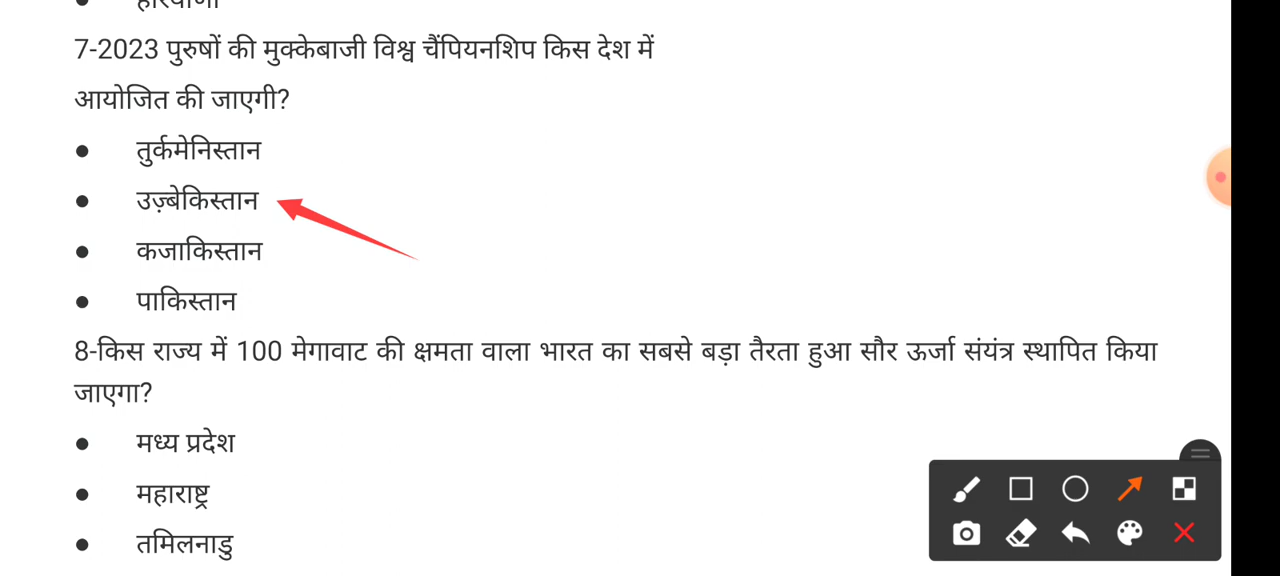 हरियाणा
7-2023 पुरुषों की मुक्केबाजी विश्व चैंपियनशिप किस देश में
आयोजित की जाएगी?
● तुर्कमेनिस्तान
● उज़्बेकिस्तान
● कजाकिस्तान
● पाकिस्तान
8-किस राज्य में 100 मेगावाट की क्षमता वाला भारत का सबसे बड़ा तैरता हुआ सौर ऊर्जा संयंत्र स्थापित किया
जाएगा?
● मध्य प्रदेश
● महाराष्ट्र
● तमिलनाडु